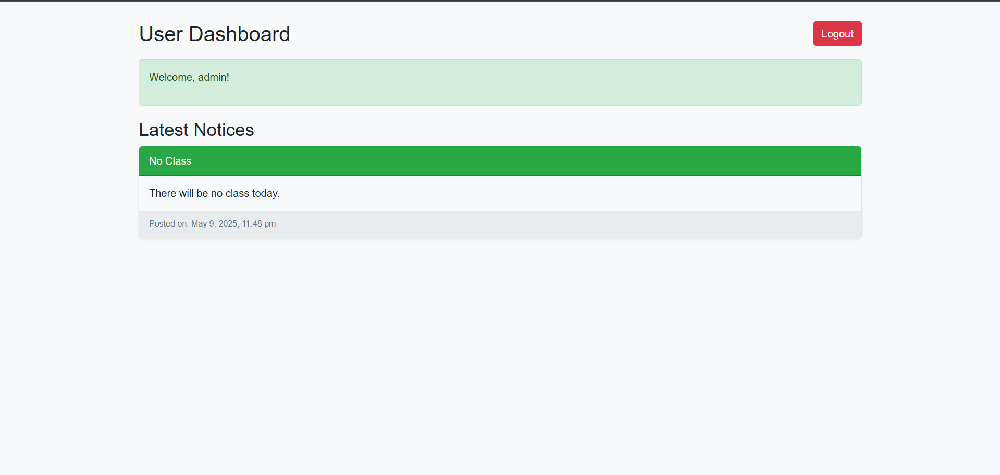 User Dashboard
Logout
Welcome, admin!
Latest Notices
No Class
There will be no class today.
Posted on: May 9, 2025, 11:48 pm